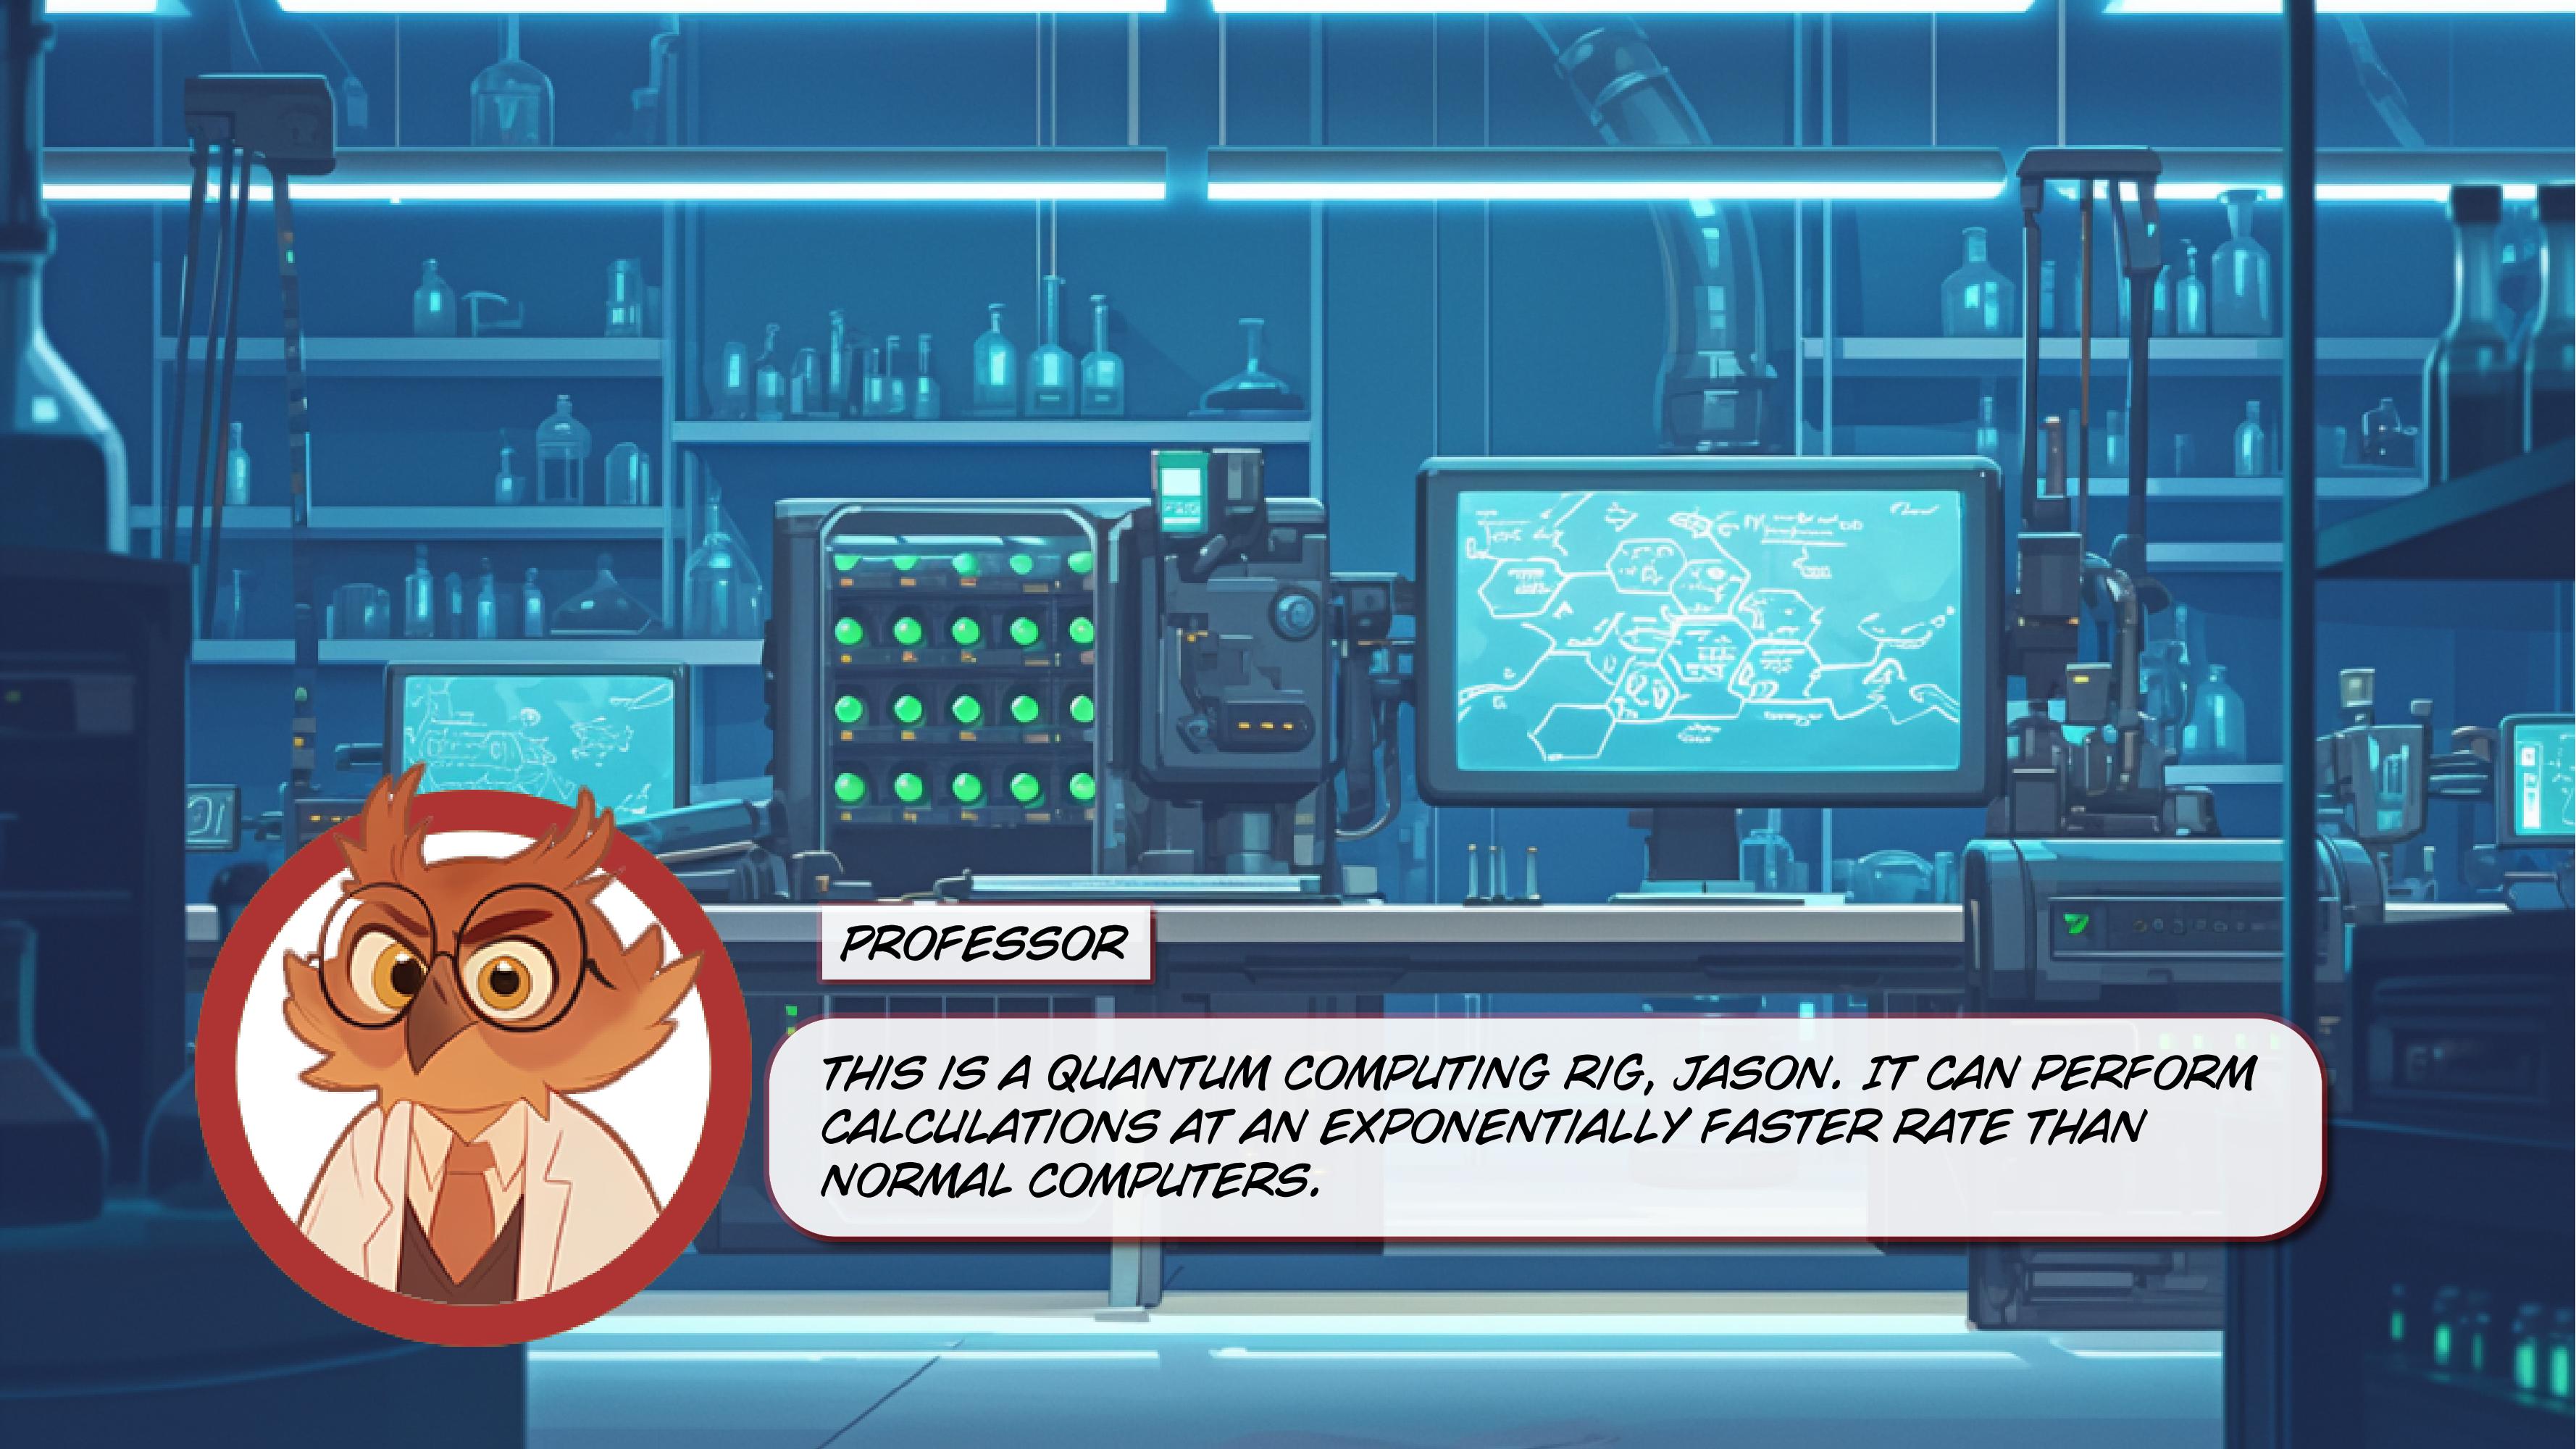 PROFESSOR
THIS IS A QUANTUM COMPUTING RIG, JASON. IT CAN PERFORM
CALCULATIONS AT AN EXPONENTIALLY FASTER RATE THAN
NORMAL COMPUTERS.